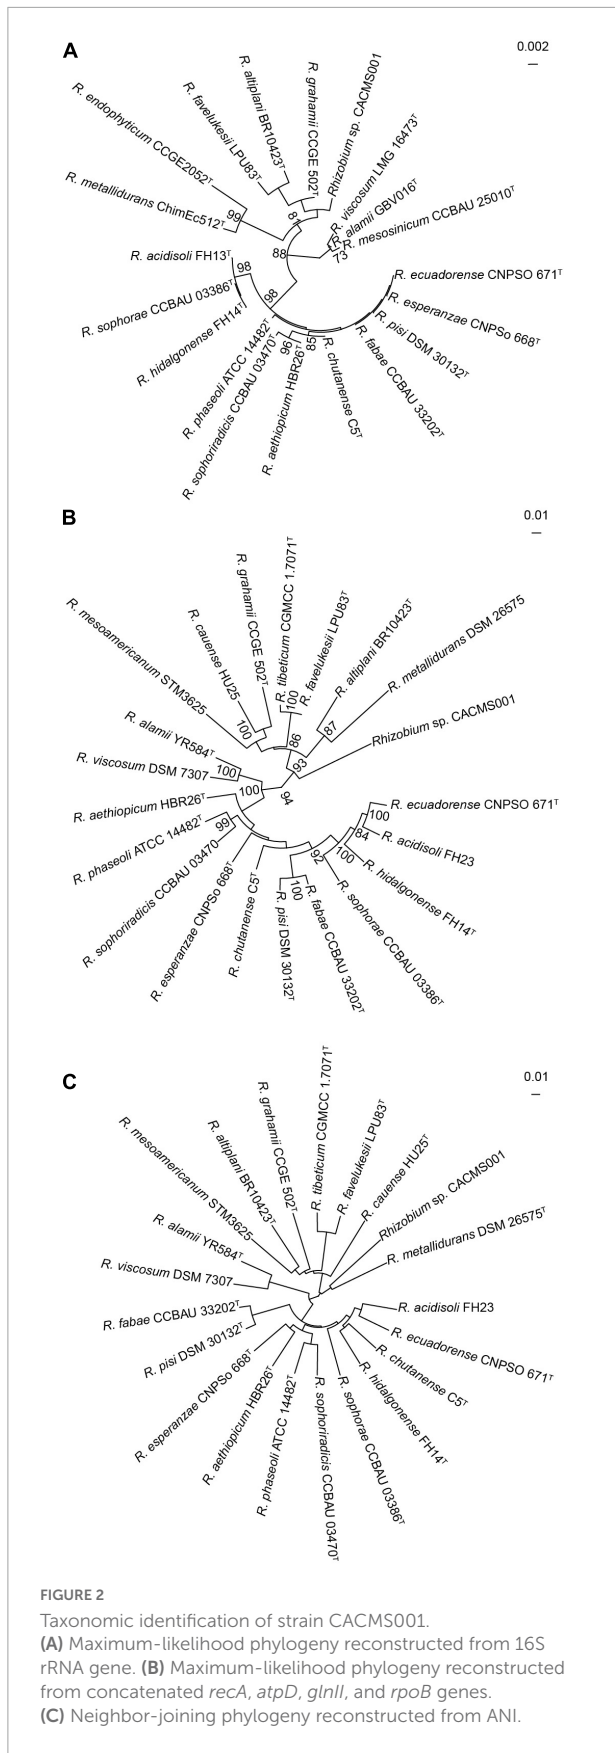 A
0.002
R. endophyticum CCGE2052ᵀ
R. favelukesii LPU83ᵀ
R. altiplani BR10423ᵀ
R. grahamii CCGE 502ᵀ
Rhizobium sp. CACMS001
R. viscosum LMG 16473ᵀ
R. alamii GBV016ᵀ
R. mesosinicum CCBAU 25010ᵀ
R. metallidurans ChimEc512ᵀ
99
81
88
73
R. acidisoli FH13ᵀ
98
98
R. sophorae CCBAU 03386ᵀ
R. hidalgonense FH14ᵀ
R. phaseoli ATCC 14482ᵀ
R. sophoriradicis CCBAU 03470ᵀ
96
R. aethiopicum HBR26ᵀ
85
R. chutanense C5ᵀ
R. fabae CCBAU 33202ᵀ
R. pisi DSM 30132ᵀ
R. esperanzae CNPSo 668ᵀ
R. ecuadorense CNPSO 671ᵀ
B
0.01
R. mesoamericanum STM3625
R. cauense HU25
R. grahamii CCGE 502ᵀ
R. tibeticum CGMCC 1.7071ᵀ
R. favelukesii LPU83ᵀ
R. altiplani BR10423ᵀ
R. metallidurans DSM 26575
Rhizobium sp. CACMS001
100
100
86
87
93
94
R. alamii YR584ᵀ
R. viscosum DSM 7307
100
R. aethiopicum HBR26ᵀ
100
R. phaseoli ATCC 14482ᵀ
99
R. sophoriradicis CCBAU 03470
R. esperanzae CNPSo 668ᵀ
R. chutanense C5ᵀ
R. pisi DSM 30132ᵀ
100
R. fabae CCBAU 33202ᵀ
92
R. sophorae CCBAU 03386ᵀ
100
R. hidalgonense FH14ᵀ
84
R. acidisoli FH23
100
R. ecuadorense CNPSO 671ᵀ
C
0.01
R. mesoamericanum STM3625
R. altiplani BR10423ᵀ
R. grahamii CCGE 502ᵀ
R. tibeticum CGMCC 1.7071ᵀ
R. favelukesii LPU83ᵀ
R. cauense HU25ᵀ
Rhizobium sp. CACMS001
R. metallidurans DSM 26575ᵀ
R. alamii YR584ᵀ
R. viscosum DSM 7307
R. fabae CCBAU 33202ᵀ
R. pisi DSM 30132ᵀ
R. esperanzae CNPSo 668ᵀ
R. aethiopicum HBR26ᵀ
R. phaseoli ATCC 14482ᵀ
R. sophoriradicis CCBAU 03470ᵀ
R. sophorae CCBAU 03386ᵀ
R. hidalgonense FH14ᵀ
R. chutanense C5ᵀ
R. ecuadorense CNPSO 671ᵀ
R. acidisoli FH23
FIGURE 2
Taxonomic identification of strain CACMS001.
(A) Maximum-likelihood phylogeny reconstructed from 16S
rRNA gene. (B) Maximum-likelihood phylogeny reconstructed
from concatenated recA, atpD, glnII, and rpoB genes.
(C) Neighbor-joining phylogeny reconstructed from ANI.